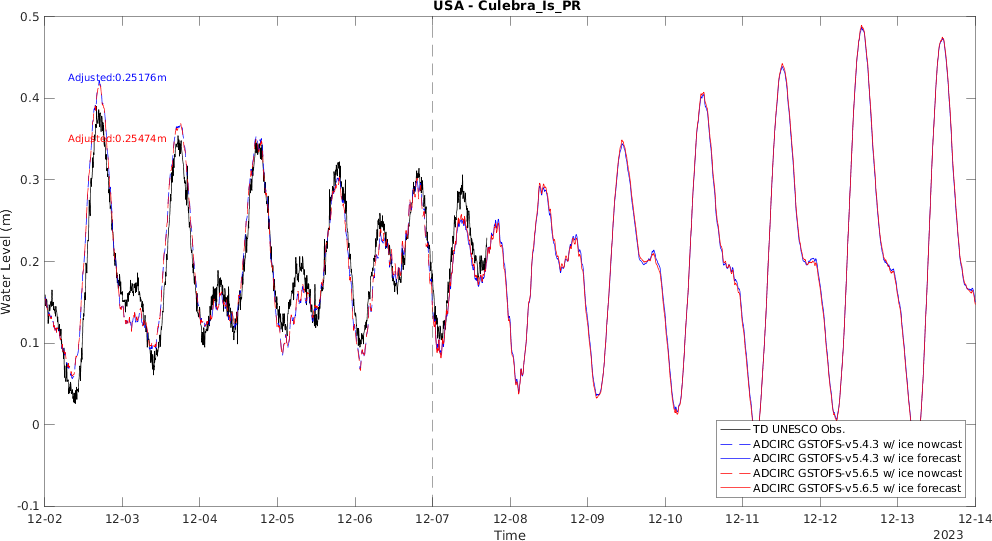 USA - Culebra_Is_PR
0.5
0.4
0.3
0.2
0.1
0
-0.1
Water Level (m)
Adjusted:0.25176m
Adjusted:0.25474m
TD UNESCO Obs.
ADCIRC GSTOFS-v5.4.3 w/ ice nowcast
ADCIRC GSTOFS-v5.4.3 w/ ice forecast
ADCIRC GSTOFS-v5.6.5 w/ ice nowcast
ADCIRC GSTOFS-v5.6.5 w/ ice forecast
12-02 12-03 12-04 12-05 12-06 12-07 12-08 12-09 12-10 12-11 12-12 12-13 12-14
Time
2023